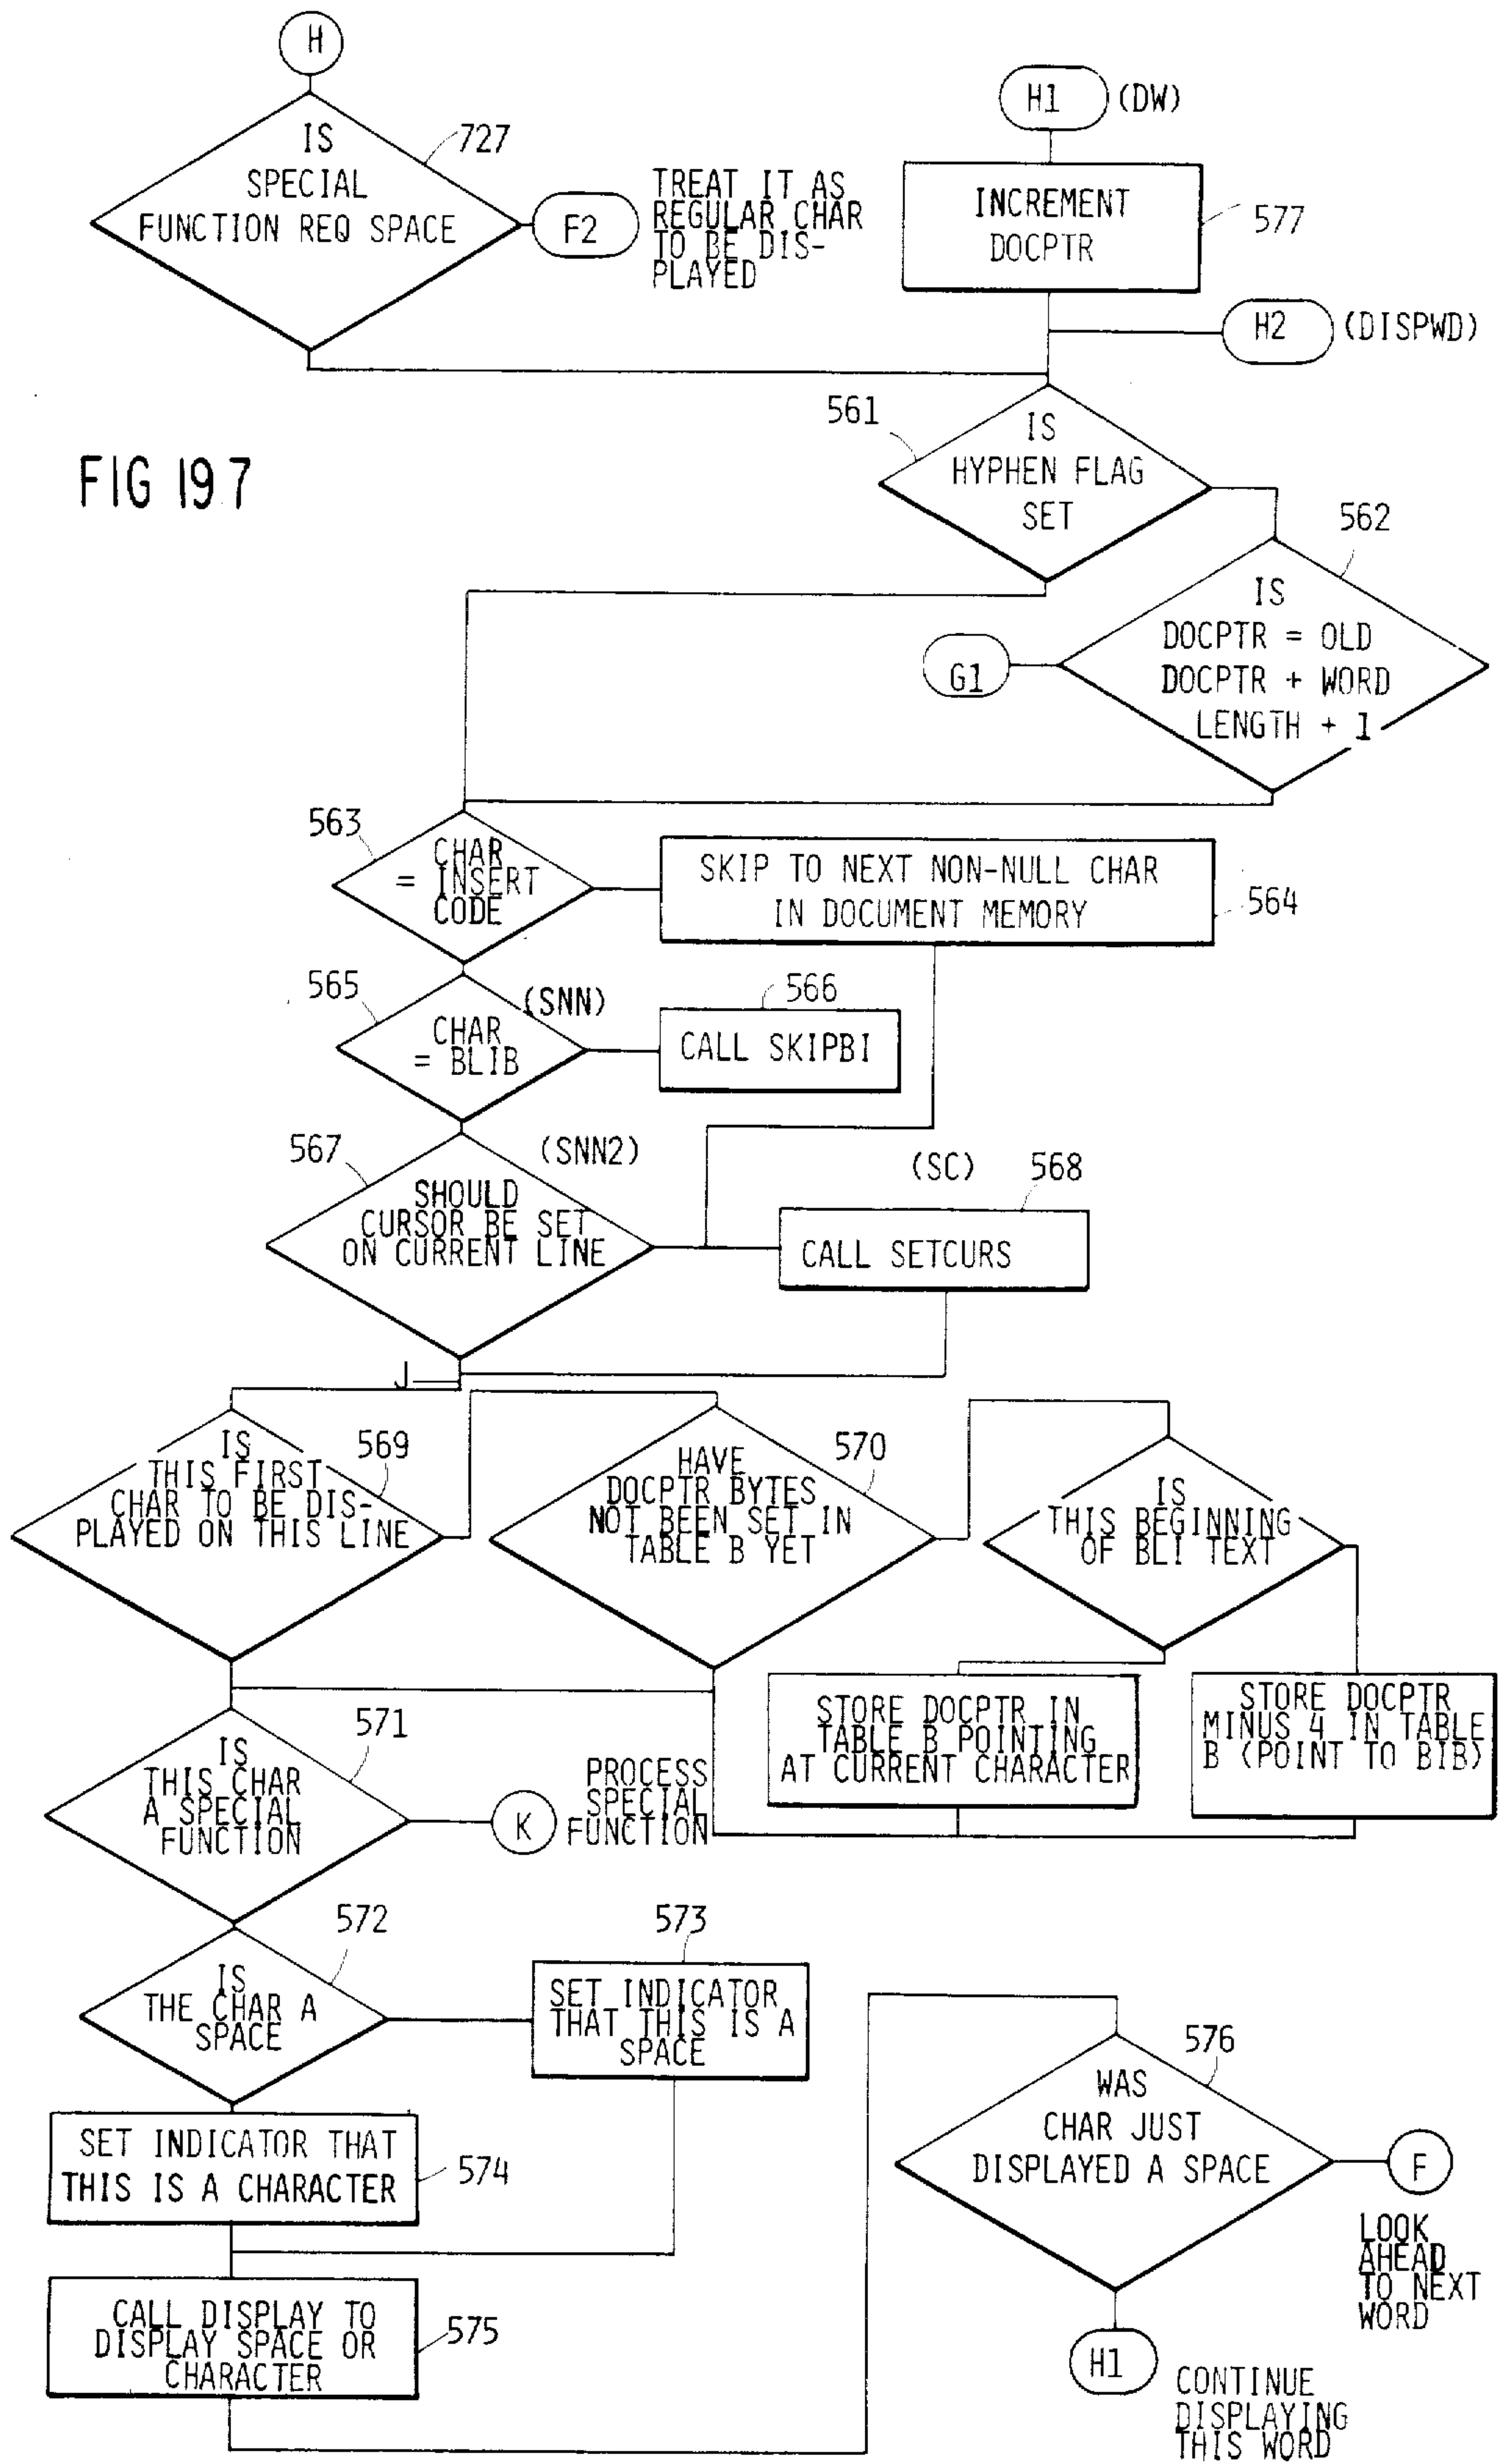 H
IS
SPECIAL
FUNCTION REQ SPACE
727
F2
TREAT IT AS
REGULAR CHAR
TO BE DIS-
PLAYED
H1
(DW)
INCREMENT
DOCPTR
577
H2
(DISPWD)
FIG 19 7
561
IS
HYPHEN FLAG
SET
562
IS
DOCPTR = OLD
DOCPTR + WORD
LENGTH + 1
G1
563
CHAR
= INSERT
CODE
SKIP TO NEXT NON-NULL CHAR
IN DOCUMENT MEMORY
564
565
(SNN)
CHAR
= BLIB
566
CALL SKIPBI
567
(SNN2)
SHOULD
CURSOR BE SET
ON CURRENT LINE
(SC)
568
CALL SETCURS
J
IS
THIS FIRST
CHAR TO BE DIS-
PLAYED ON THIS LINE
569
HAVE
DOCPTR BYTES
NOT BEEN SET IN
TABLE B YET
570
IS
THIS BEGINNING
OF BLI TEXT
STORE DOCPTR IN
TABLE B POINTING
AT CURRENT CHARACTER
STORE DOCPTR
MINUS 4 IN TABLE
B (POINT TO BIB)
571
IS
THIS CHAR
A SPECIAL
FUNCTION
K
PROCESS
SPECIAL
FUNCTION
572
IS
THE CHAR A
SPACE
573
SET INDICATOR
THAT THIS IS A
SPACE
SET INDICATOR THAT
THIS IS A CHARACTER
574
CALL DISPLAY TO
DISPLAY SPACE OR
CHARACTER
575
576
WAS
CHAR JUST
DISPLAYED A SPACE
F
LOOK
AHEAD
TO NEXT
WORD
H1
CONTINUE
DISPLAYING
THIS WORD